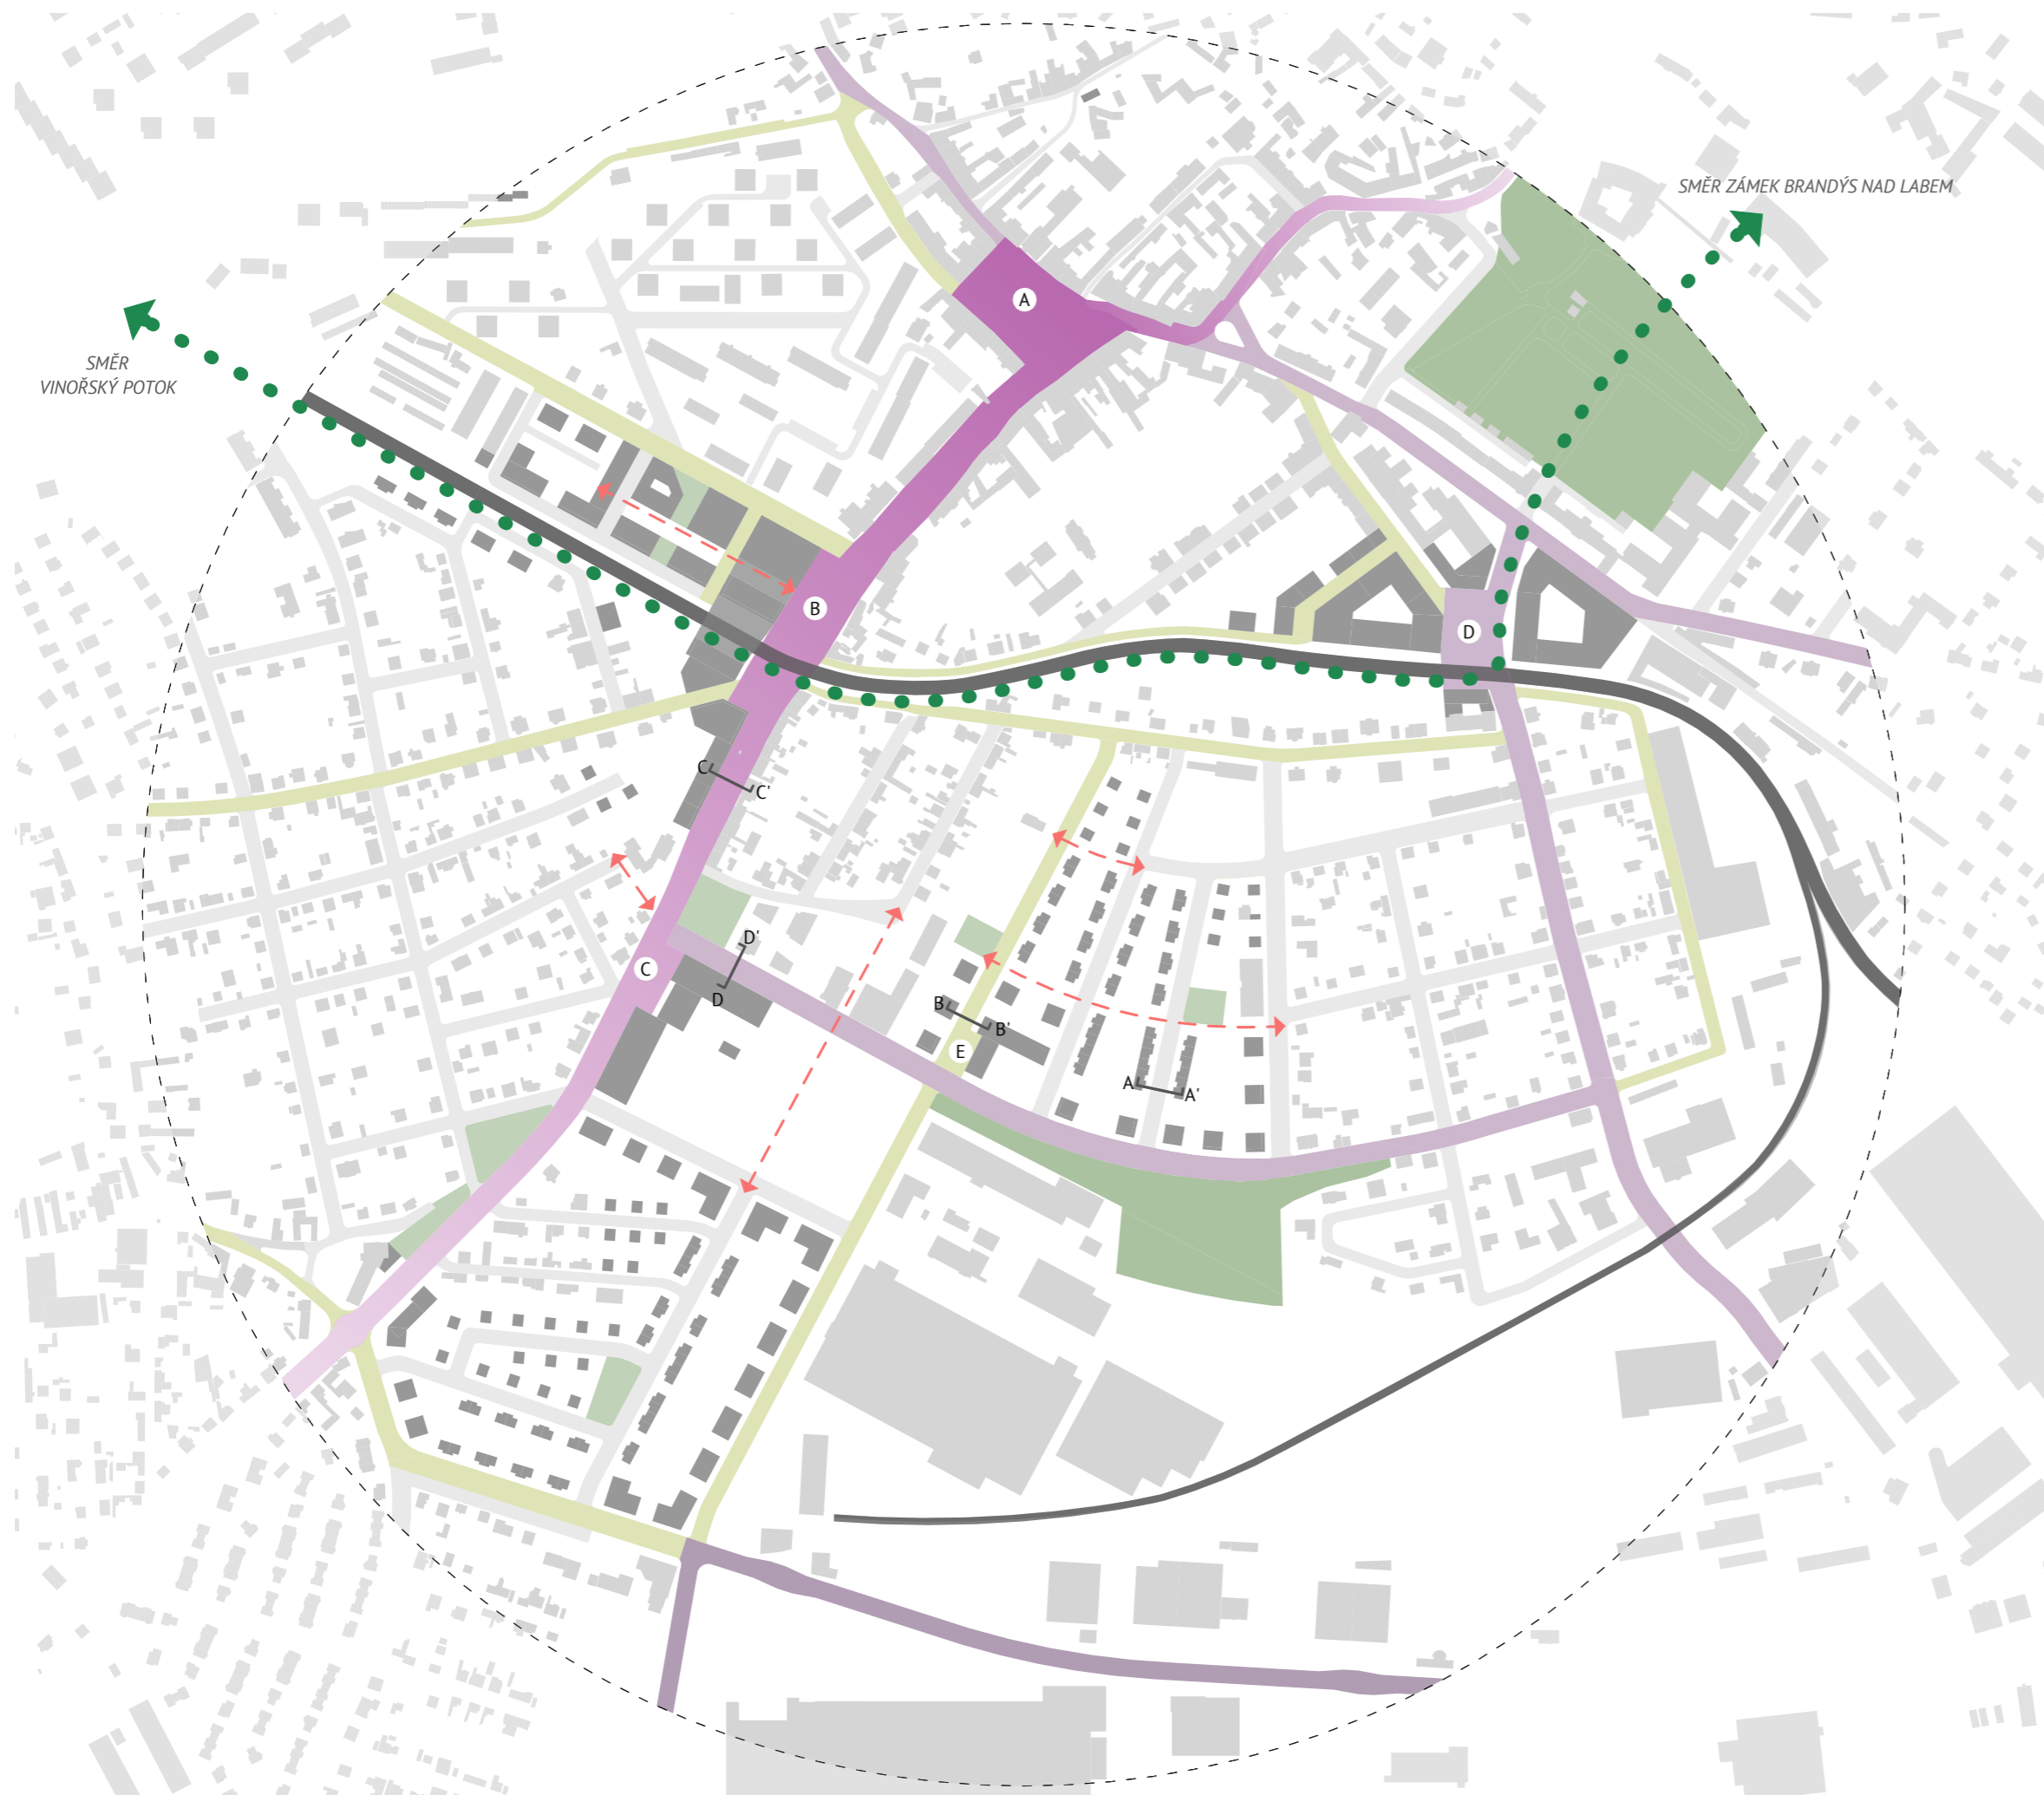 SMĚR ZÁMEK BRANDÝS NAD LABEM
A
SMĚR
VINOŘSKÝ POTOK
B
D
C
C'
D'
C
D
B
B'
E
A
A'